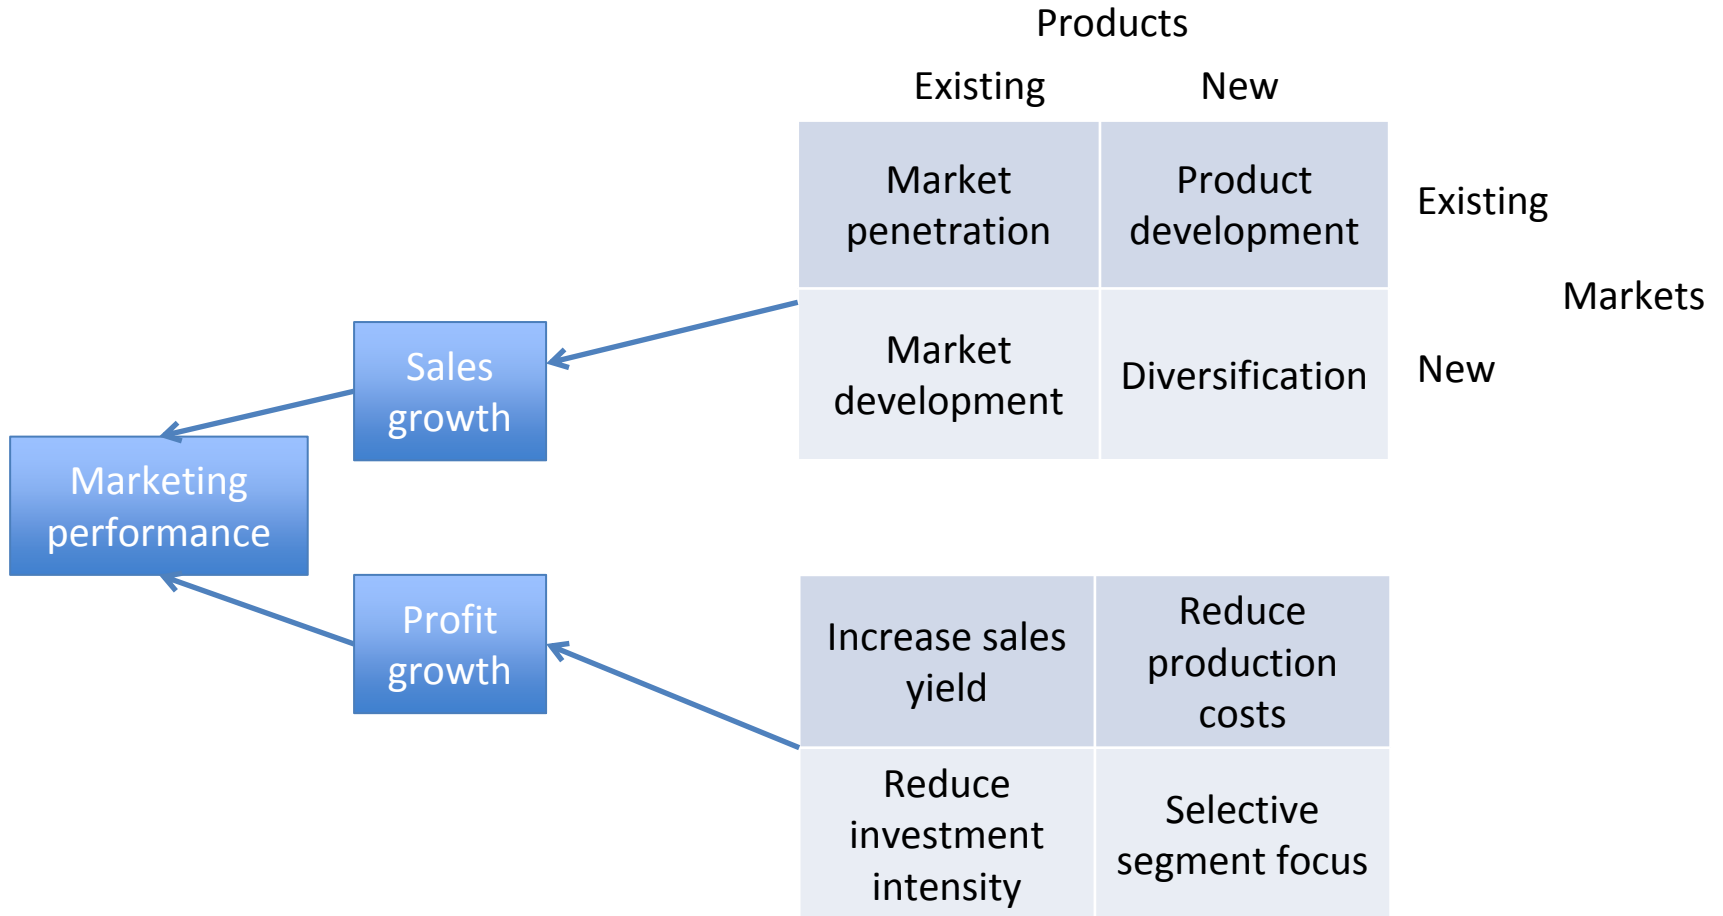 Products
Existing New
Market
penetration
Product
development
Existing
Markets
Market
development
Diversification
New
Sales
growth
Marketing
performance
Profit
growth
Increase sales
yield
Reduce
production
costs
Reduce
investment
intensity
Selective
segment focus